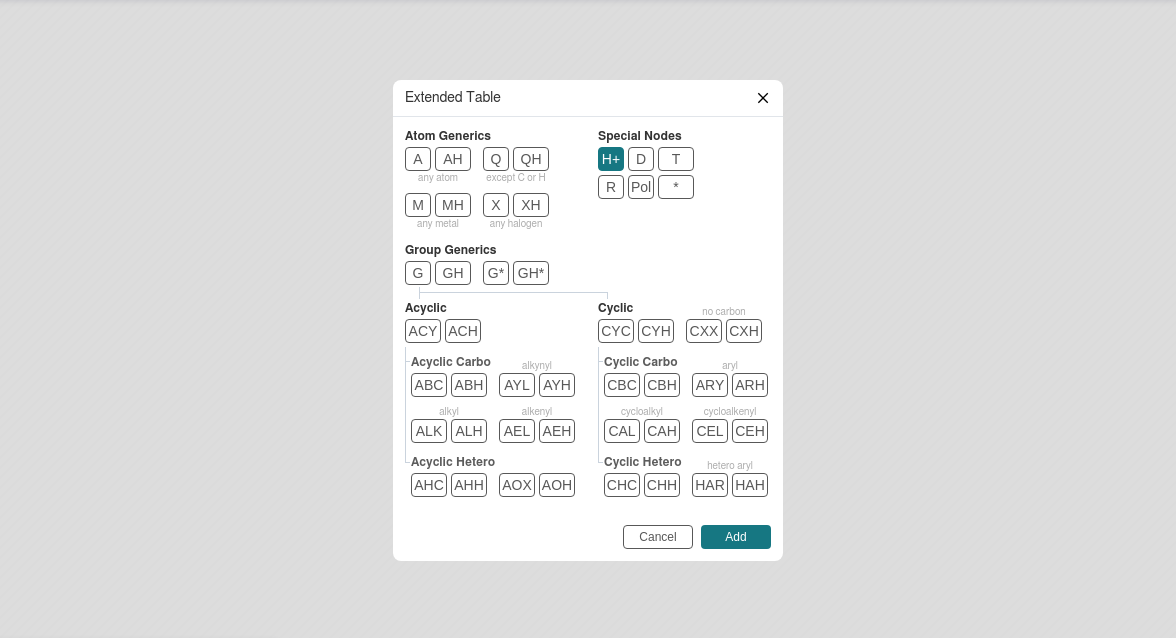 Extended Table
Atom Generics
A AH Q QH
any atom except C or H
M MH X XH
any metal any halogen
Special Nodes
H+ D T
R Pol *
Group Generics
G GH G* GH*
Acyclic
ACY ACH
Acyclic Carbo alkynyl
ABC ABH AYL AYH
alkyl alkenyl
ALK ALH AEL AEH
Acyclic Hetero
AHC AHH AOX AOH
Cyclic no carbon
CYC CYH CXX CXH
Cyclic Carbo aryl
CBC CBH ARY ARH
cycloalkyl cycloalkenyl
CAL CAH CEL CEH
Cyclic Hetero hetero aryl
CHC CHH HAR HAH
Cancel Add